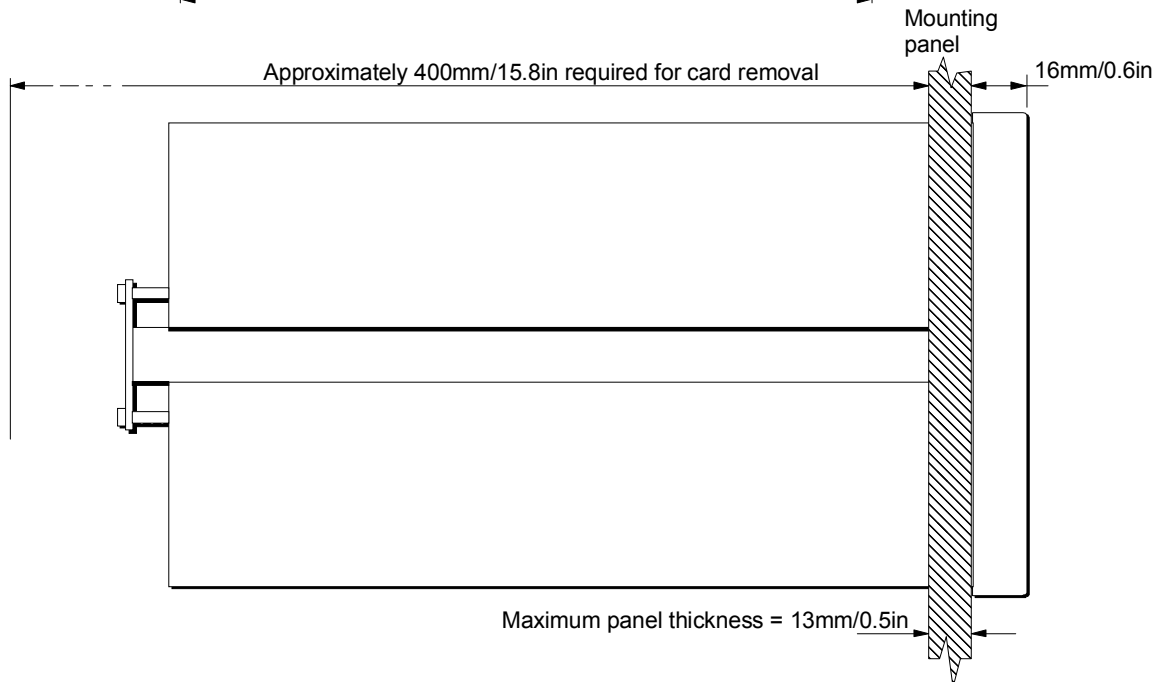 Mounting
panel
Approximately 400mm/15.8in required for card removal
16mm/0.6in
Maximum panel thickness = 13mm/0.5in